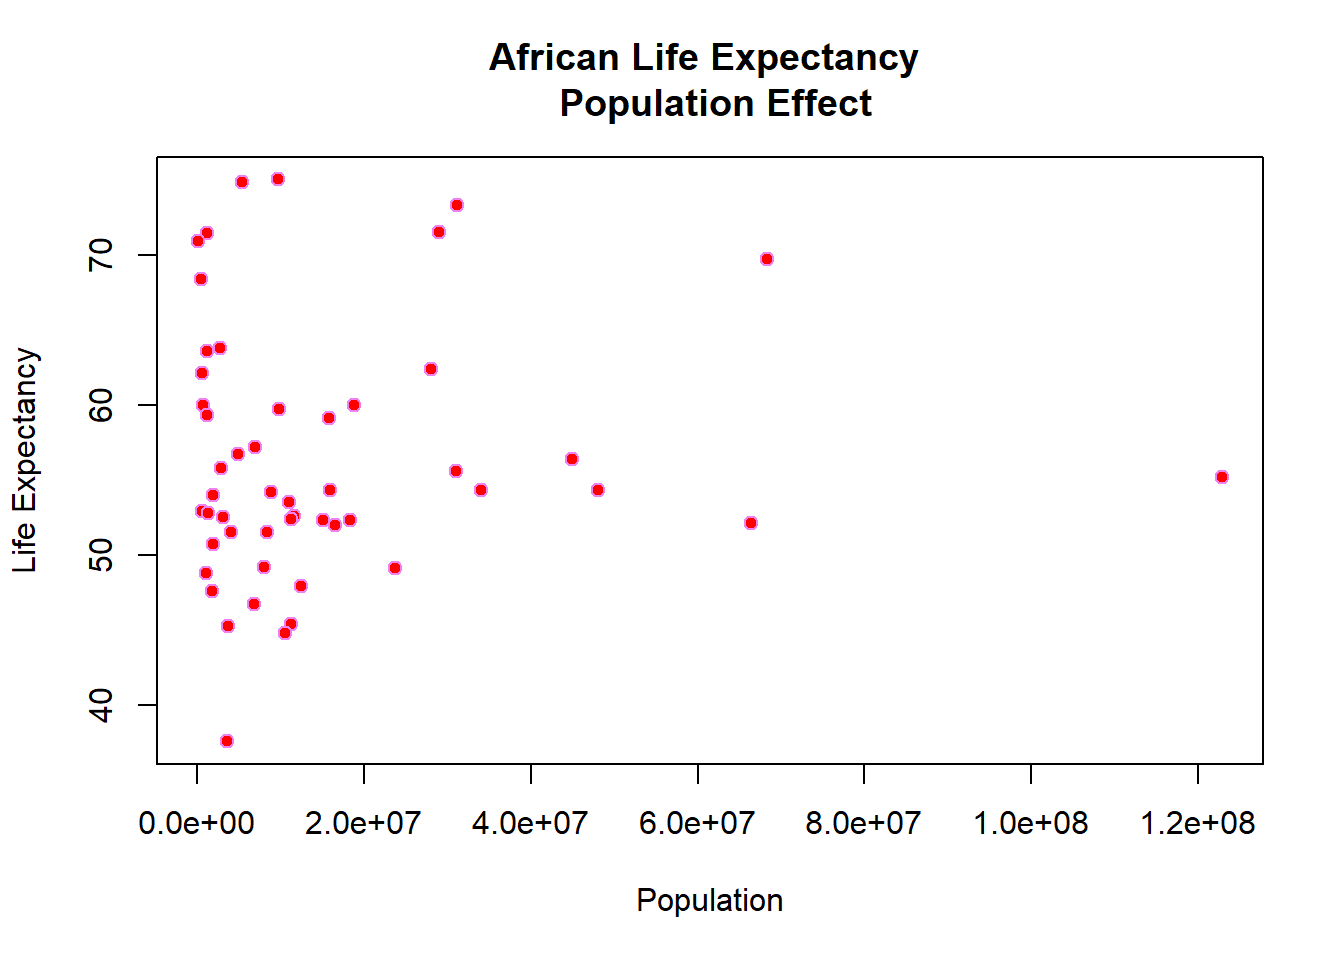 African Life Expectancy
Population Effect
Life Expectancy
70
60
50
40
0.0e+00 2.0e+07 4.0e+07 6.0e+07 8.0e+07 1.0e+08 1.2e+08
Population